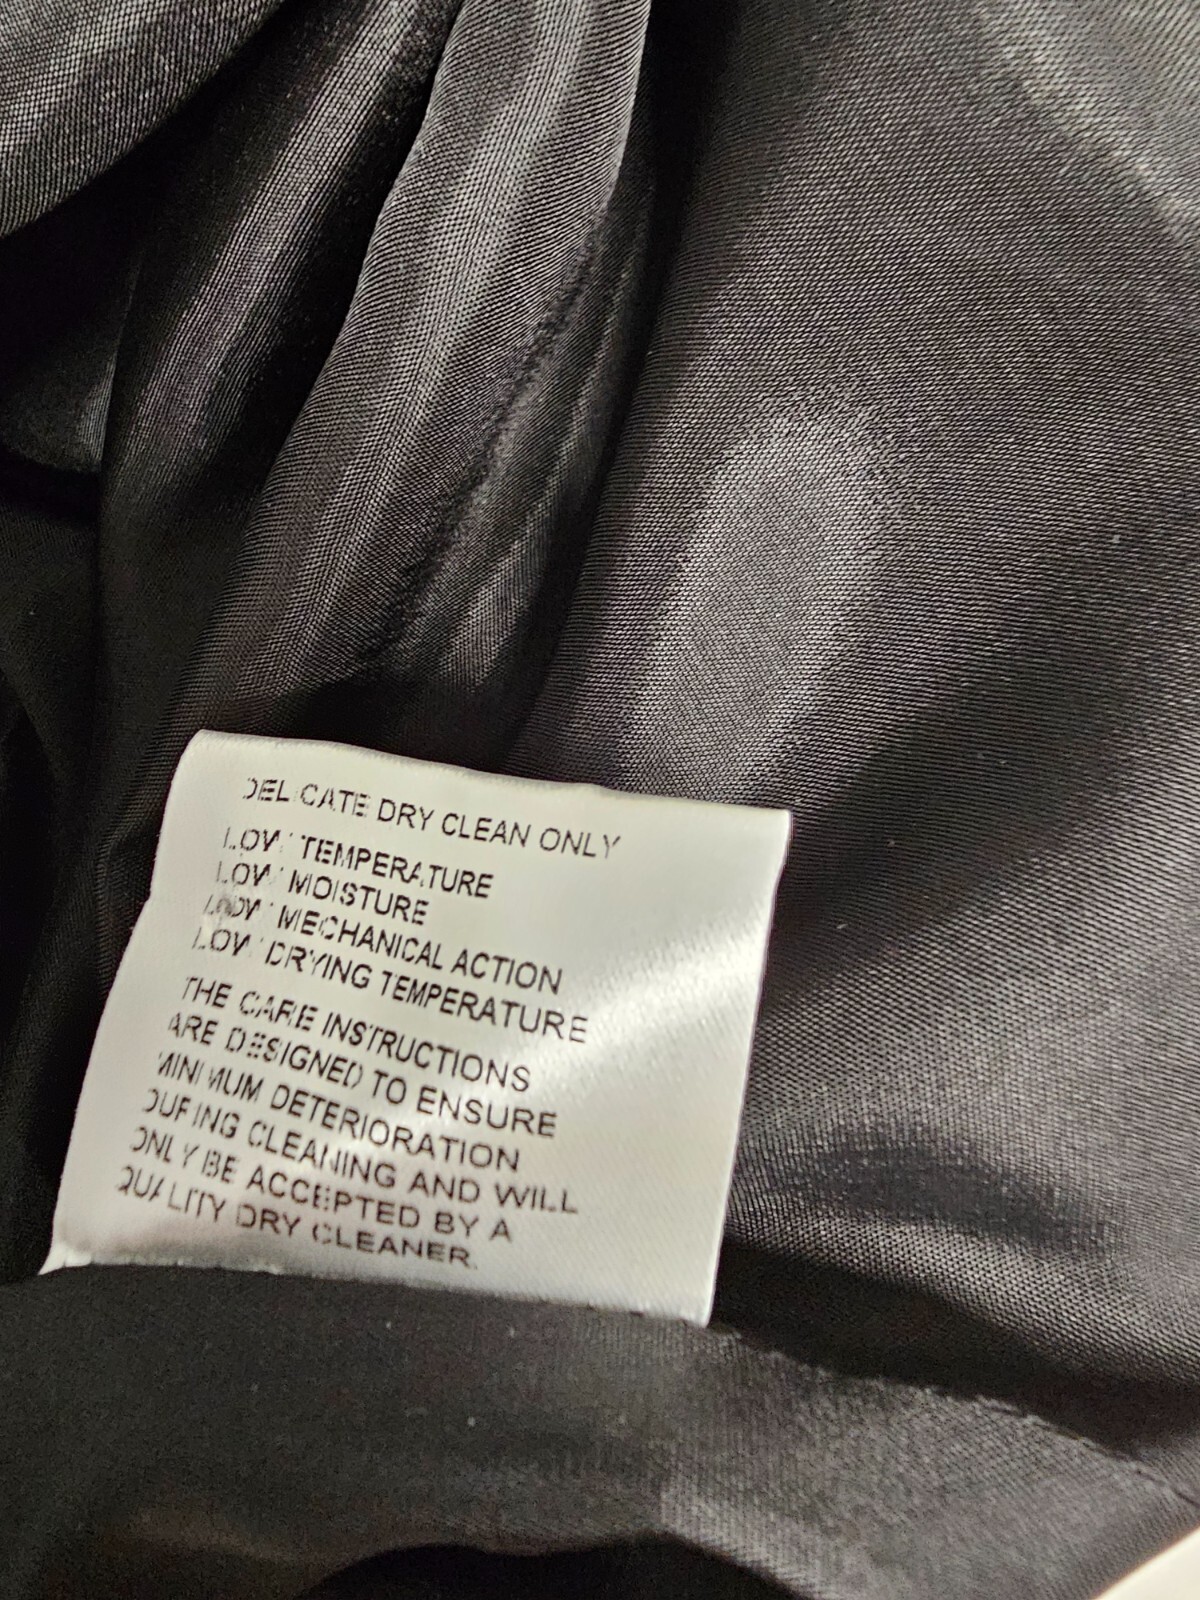 DELICATE DRY CLEAN ONLY
LOW TEMPERATURE
LOW MOISTURE
LOW MECHANICAL ACTION
LOW DRYING TEMPERATURE
THE CARE INSTRUCTIONS
ARE DESIGNED TO ENSURE
MINIMUM DETERIORATION
DURING CLEANING AND WILL
ONLY BE ACCEPTED BY A
QUALITY DRY CLEANER.